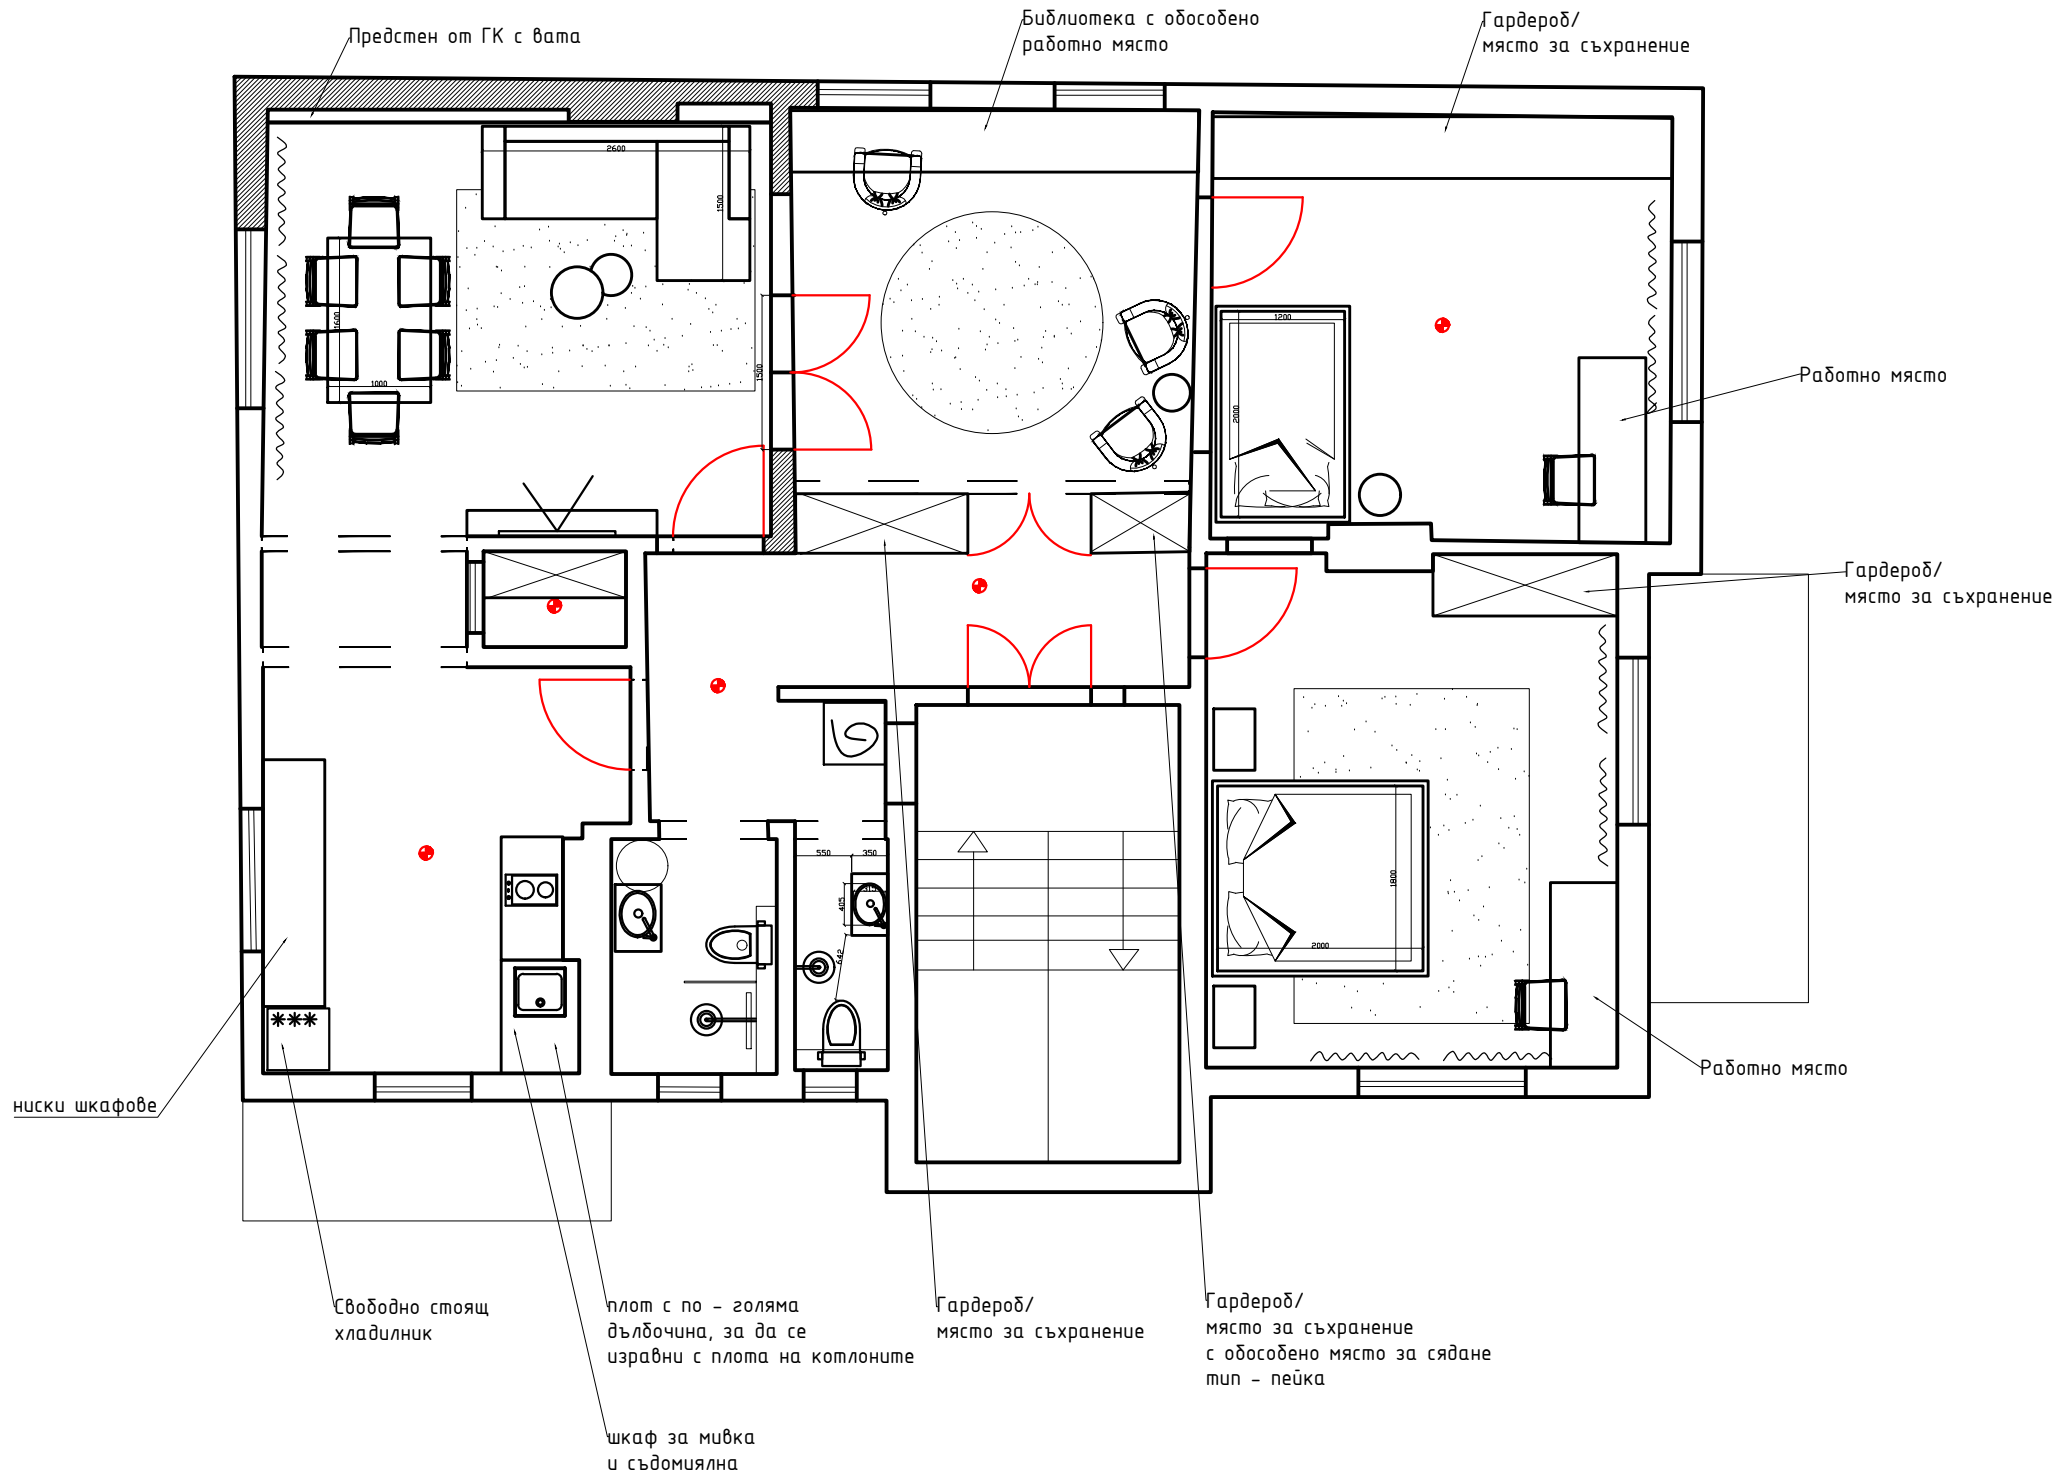 Предстен от ГК с вата
Библиотека с обособено
работно място
Гардероб/
място за съхранение
2600
1500
1600
1000
1500
1200
2000
Работно място
Гардероб/
място за съхранение
550
350
405
642
1800
2000
Работно място
ниски шкафове
Свободно стоящ
хладилник
плот с по - голяма
дълбочина, за да се
изравни с плота на котлоните
шкаф за мивка
и съдомиялна
Гардероб/
място за съхранение
Гардероб/
място за съхранение
с обособено място за сядане
тип - пейка